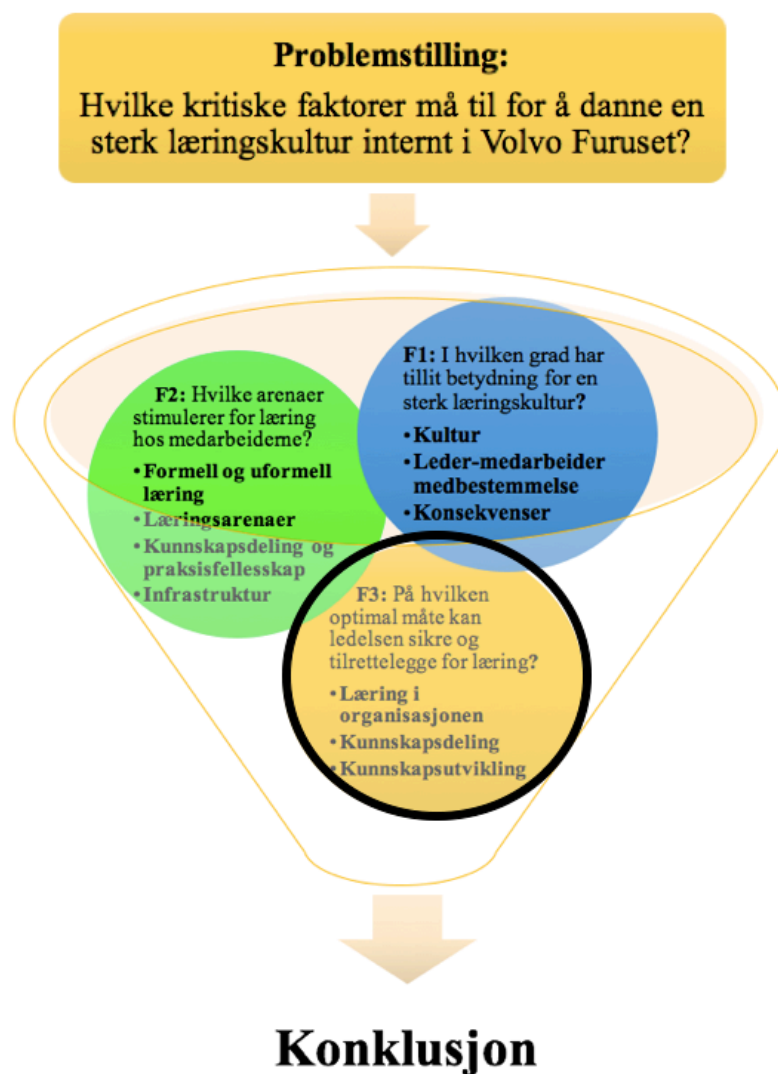 Problemstilling:
Hvilke kritiske faktorer må til for å danne en
sterk læringskultur internt i Volvo Furuset?
F1: I hvilken grad har
tillit betydning for en
sterk læringskultur?
•Kultur
•Leder-medarbeider
medbestemmelse
•Konsekvenser
F2: Hvilke arenaer
stimulerer for læring
hos medarbeiderne?
•Formell og uformell
læring
•Læringsarenaer
•Kunnskapsdeling og
praksisfellesskap
•Infrastruktur
F3: På hvilken
optimal måte kan
ledelsen sikre og
tilrettelegge for læring?
•Læring i
organisasjonen
•Kunnskapsdeling
•Kunnskapsutvikling
Konklusjon